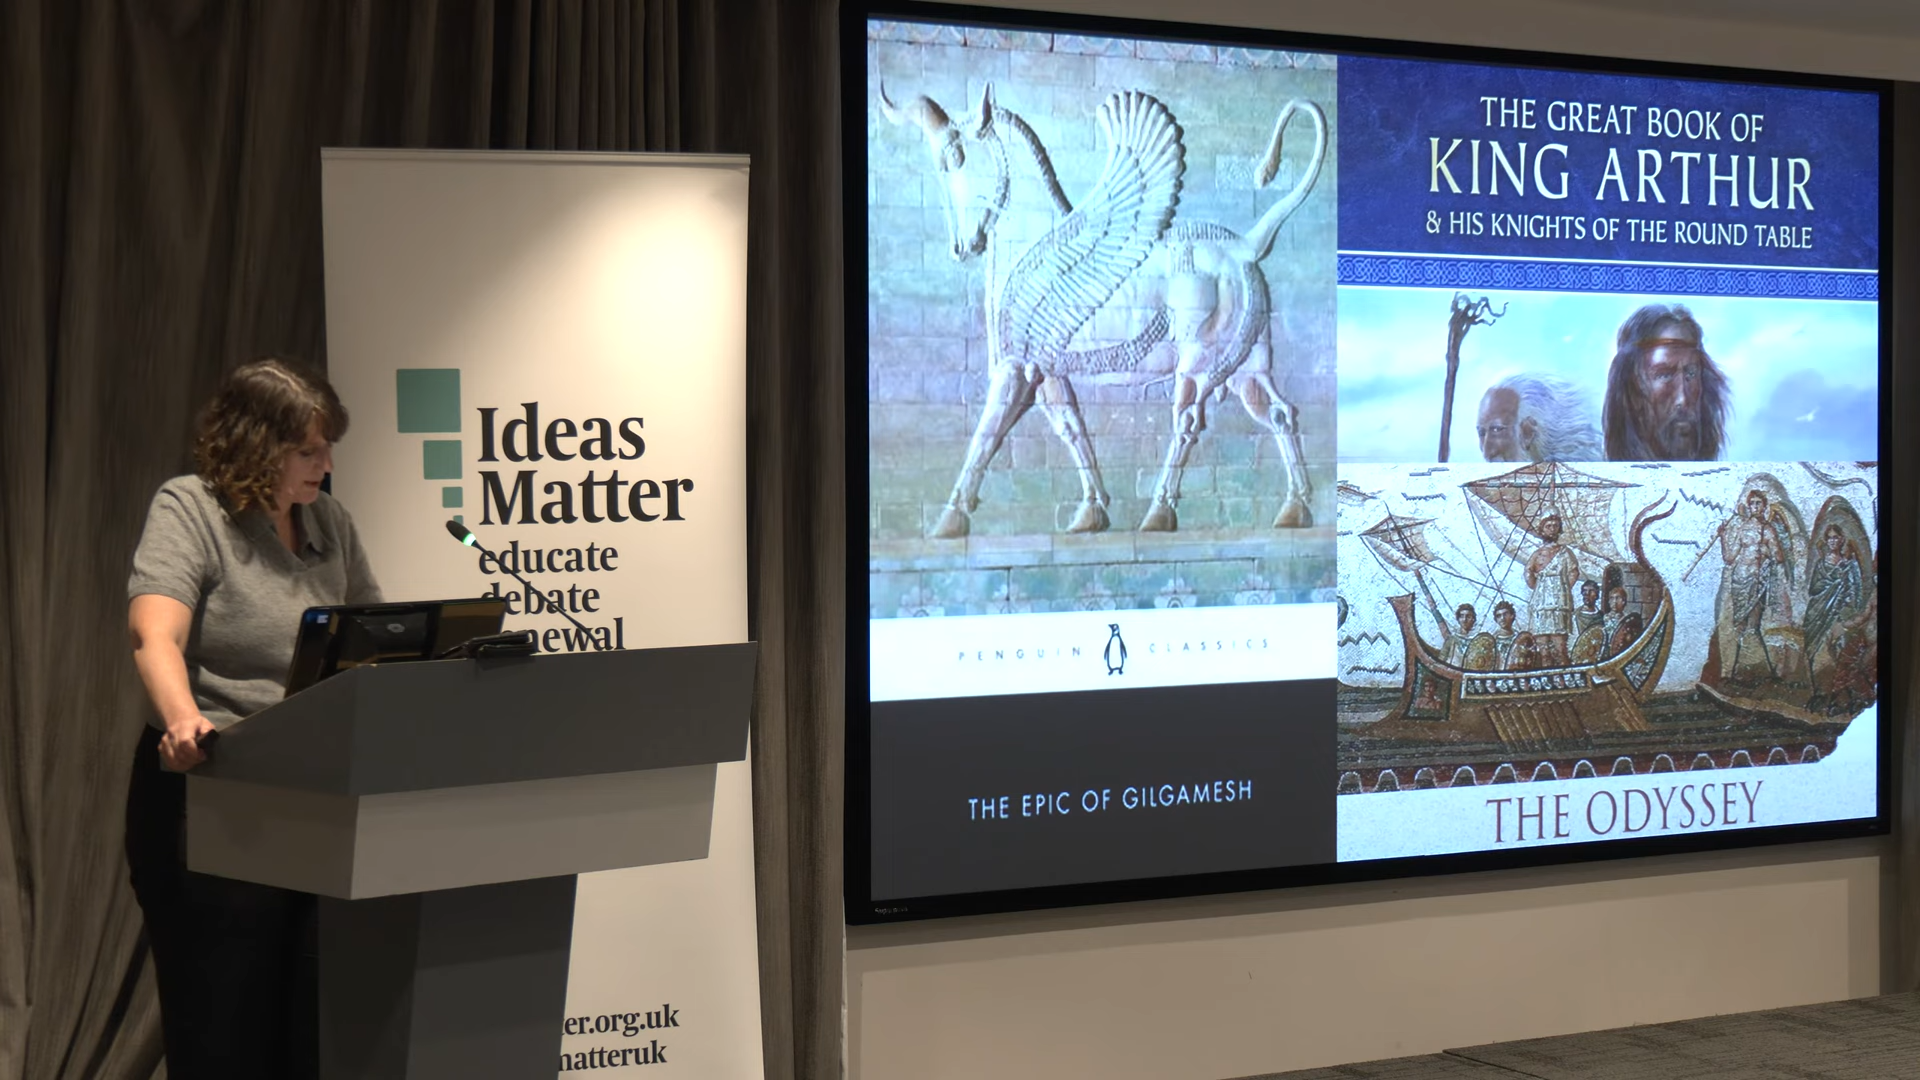 Ideas
Matter
educate
debate
newal
er.org.uk
matteruk
THE GREAT BOOK OF
KING ARTHUR
& HIS KNIGHTS OF THE ROUND TABLE
PENGUIN CLASSICS
THE EPIC OF GILGAMESH
THE ODYSSEY